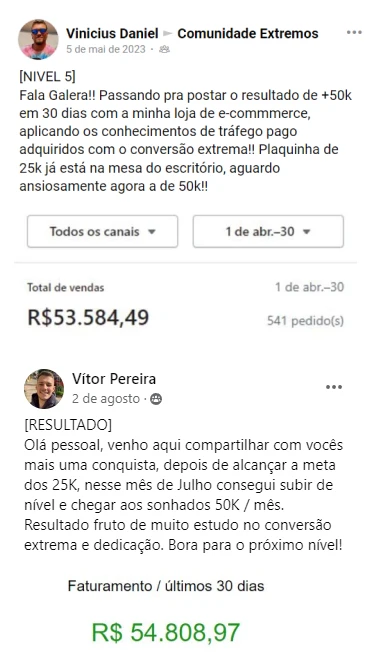 Vinicius Daniel ► Comunidade Extremos
5 de mai de 2023 ·
[NIVEL 5]
Fala Galera!! Passando pra postar o resultado de +50k
em 30 dias com a minha loja de e-commmerce,
aplicando os conhecimentos de tráfego pago
adquiridos com o conversão extrema!! Plaquinha de
25k já está na mesa do escritório, aguardo
ansiosamente agora a de 50k!!
Todos os canais 1 de abr.–30
Total de vendas 1 de abr.–30
R$53.584,49 541 pedido(s)
Vítor Pereira
2 de agosto ·
[RESULTADO]
Olá pessoal, venho aqui compartilhar com vocês
mais uma conquista, depois de alcançar a meta
dos 25K, nesse mês de Julho consegui subir de
nível e chegar aos sonhados 50K / mês.
Resultado fruto de muito estudo no conversão
extrema e dedicação. Bora para o próximo nível!
Faturamento / últimos 30 dias
R$ 54.808,97